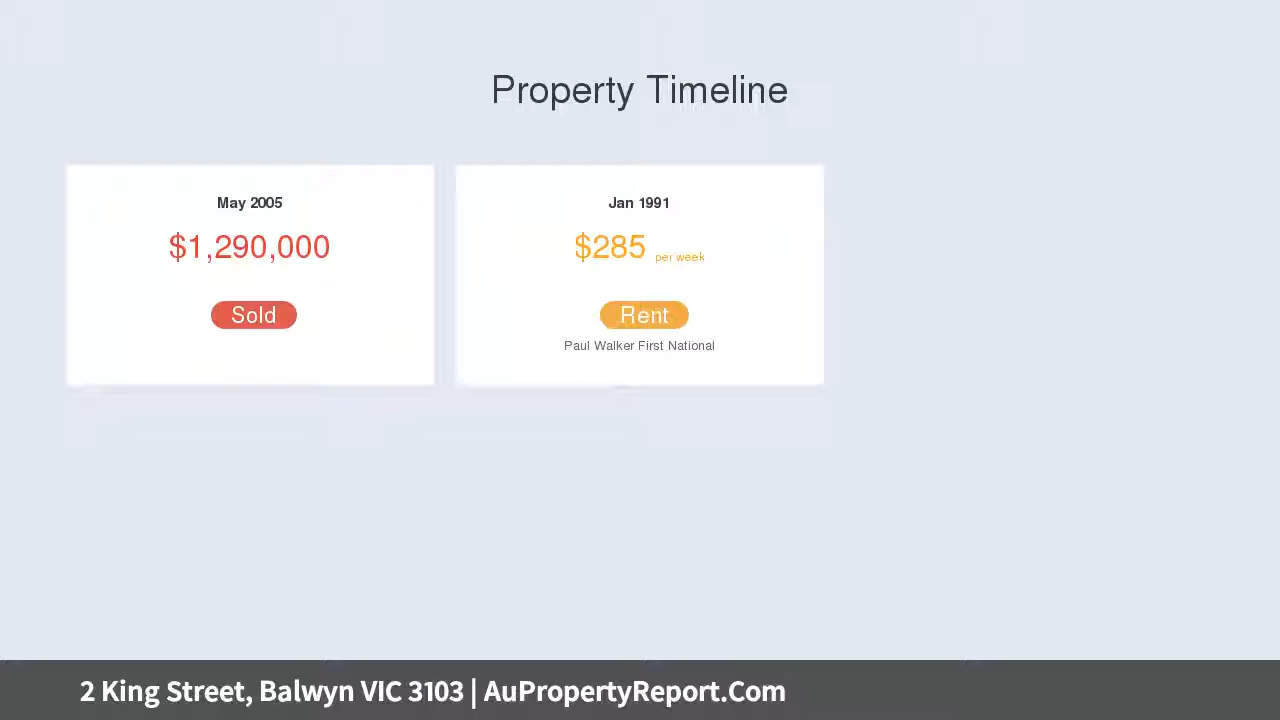 Property Timeline
May 2005
$1,290,000
Sold
Jan 1991
$285 per week
Rent
Paul Walker First National
2 King Street, Balwyn VIC 3103 | AuPropertyReport.Com